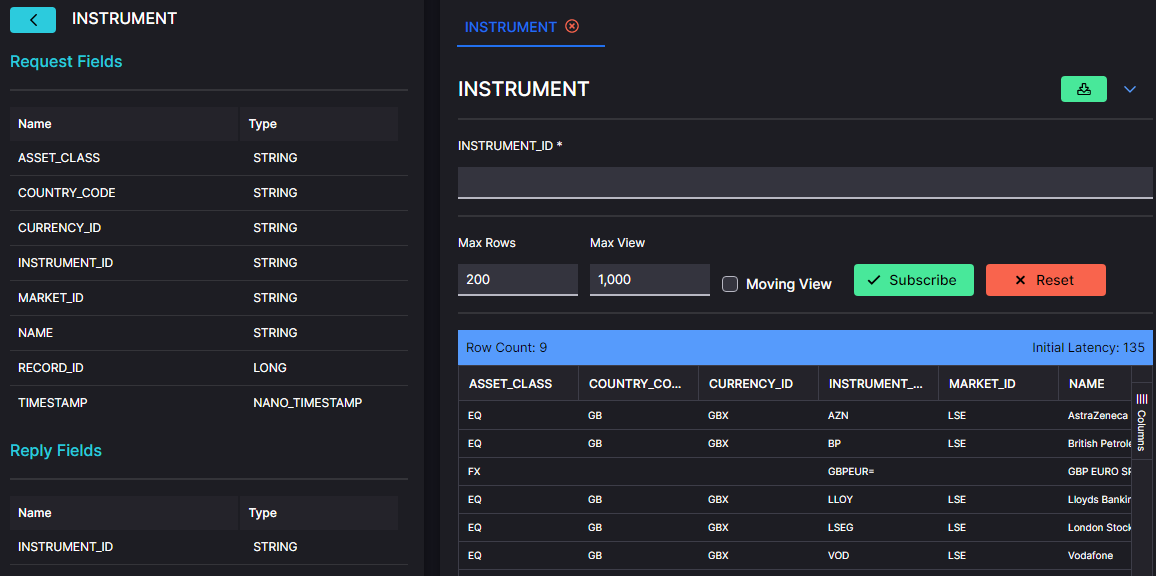 INSTRUMENT
Request Fields
Name Type
ASSET_CLASS STRING
COUNTRY_CODE STRING
CURRENCY_ID STRING
INSTRUMENT_ID STRING
MARKET_ID STRING
NAME STRING
RECORD_ID LONG
TIMESTAMP NANO_TIMESTAMP
Reply Fields
Name Type
INSTRUMENT_ID STRING
INSTRUMENT
INSTRUMENT
INSTRUMENT_ID *
Max Rows Max View
200 1,000 Moving View Subscribe Reset
Row Count: 9 Initial Latency: 135
ASSET_CLASS COUNTRY_CO... CURRENCY_ID INSTRUMENT_... MARKET_ID NAME
EQ GB GBX AZN LSE AstraZeneca
EQ GB GBX BP LSE British Petrole
FX GBPEUR= GBP EURO SP
EQ GB GBX LLOY LSE Lloyds Bankin
EQ GB GBX LSEG LSE London Stock
EQ GB GBX VOD LSE Vodafone
Columns